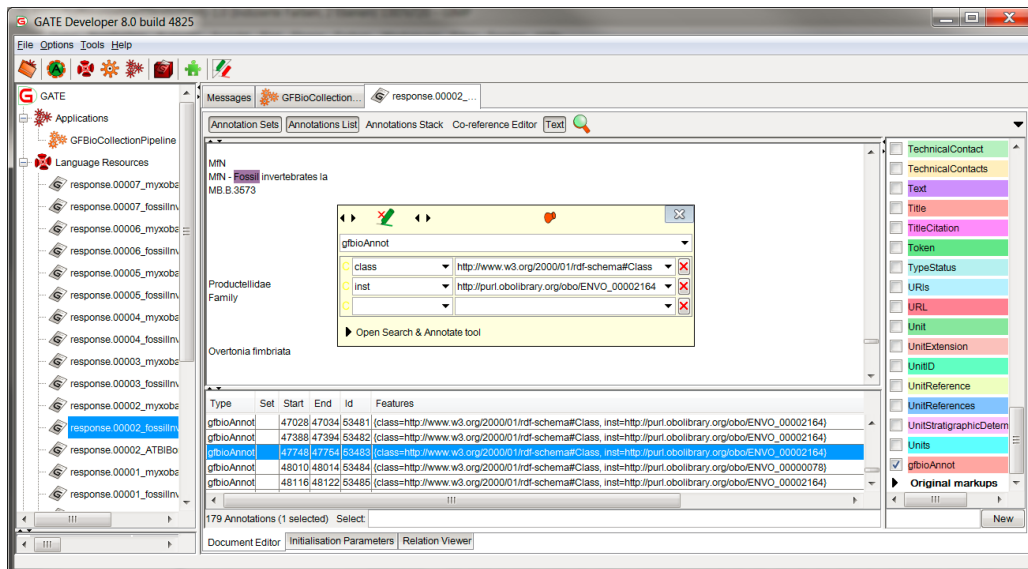 GATE Developer 8.0 build 4825
File Options Tools Help
GATE
Applications
GFBioCollectionPipeline
Language Resources
response.00007_myxoba
response.00007_fossilInv
response.00006_myxoba
response.00006_fossilInv
response.00005_myxoba
response.00005_fossilInv
response.00004_myxoba
response.00004_fossilInv
response.00003_myxoba
response.00003_fossilInv
response.00002_myxoba
response.00002_fossilInv
response.00002_ATBIBo
response.00001_myxoba
response.00001_fossilInv
Messages GFBioCollection... response.00002_...
Annotation Sets Annotations List Annotations Stack Co-reference Editor Text
MfN
MfN - Fossil invertebrates Ia
MB.B.3573
Productellidae
Family
Overtonia fimbriata
gfbioAnnot
C class http://www.w3.org/2000/01/rdf-schema#Class
C inst http://purl.obolibrary.org/obo/ENVO_00002164
C
Open Search & Annotate tool
Type Set Start End Id Features
gfbioAnnot 47028 47034 53481 {class=http://www.w3.org/2000/01/rdf-schema#Class, inst=http://purl.obolibrary.org/obo/ENVO_00002164}
gfbioAnnot 47388 47394 53482 {class=http://www.w3.org/2000/01/rdf-schema#Class, inst=http://purl.obolibrary.org/obo/ENVO_00002164}
gfbioAnnot 47748 47754 53483 {class=http://www.w3.org/2000/01/rdf-schema#Class, inst=http://purl.obolibrary.org/obo/ENVO_00002164}
gfbioAnnot 48010 48014 53484 {class=http://www.w3.org/2000/01/rdf-schema#Class, inst=http://purl.obolibrary.org/obo/ENVO_00000078}
gfbioAnnot 48116 48122 53485 {class=http://www.w3.org/2000/01/rdf-schema#Class, inst=http://purl.obolibrary.org/obo/ENVO_00002164}
179 Annotations (1 selected) Select:
Document Editor Initialisation Parameters Relation Viewer
TechnicalContact
TechnicalContacts
Text
Title
TitleCitation
Token
TypeStatus
URIs
URL
Unit
UnitExtension
UnitID
UnitReference
UnitReferences
UnitStratigraphicDetern
Units
gfbioAnnot
Original markups
New